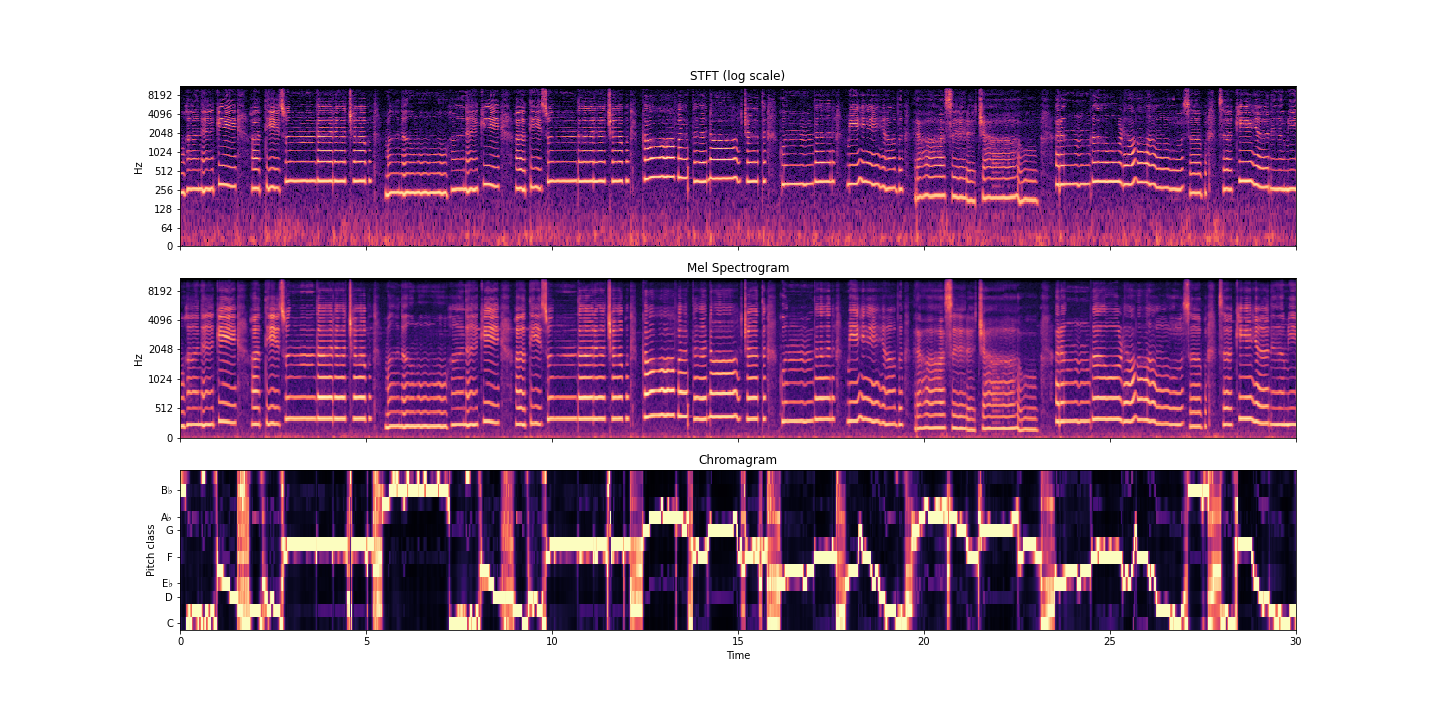 STFT (log scale)
Hz
8192
4096
2048
1024
512
256
128
64
0
Mel Spectrogram
Hz
8192
4096
2048
1024
512
0
Chromagram
Pitch class
B♭
A♭
G
F
E♭
D
C
0 5 10 15 20 25 30
Time